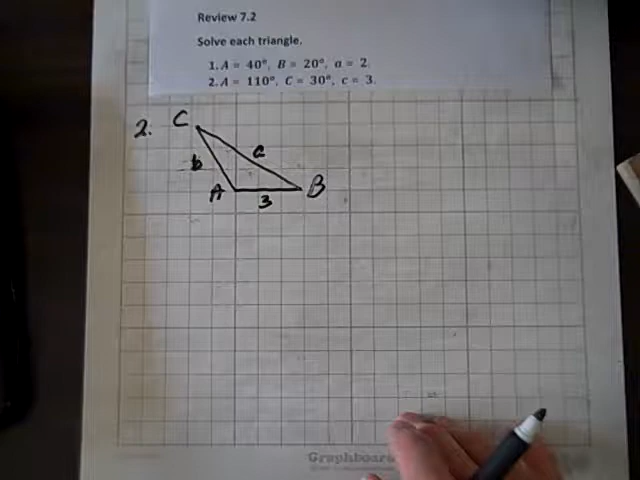 Review 7.2
Solve each triangle.
1. A = 40°, B = 20°, a = 2.
2. A = 110°, C = 30°, c = 3.
2.
C
a
b
A
B
3
Graphboard